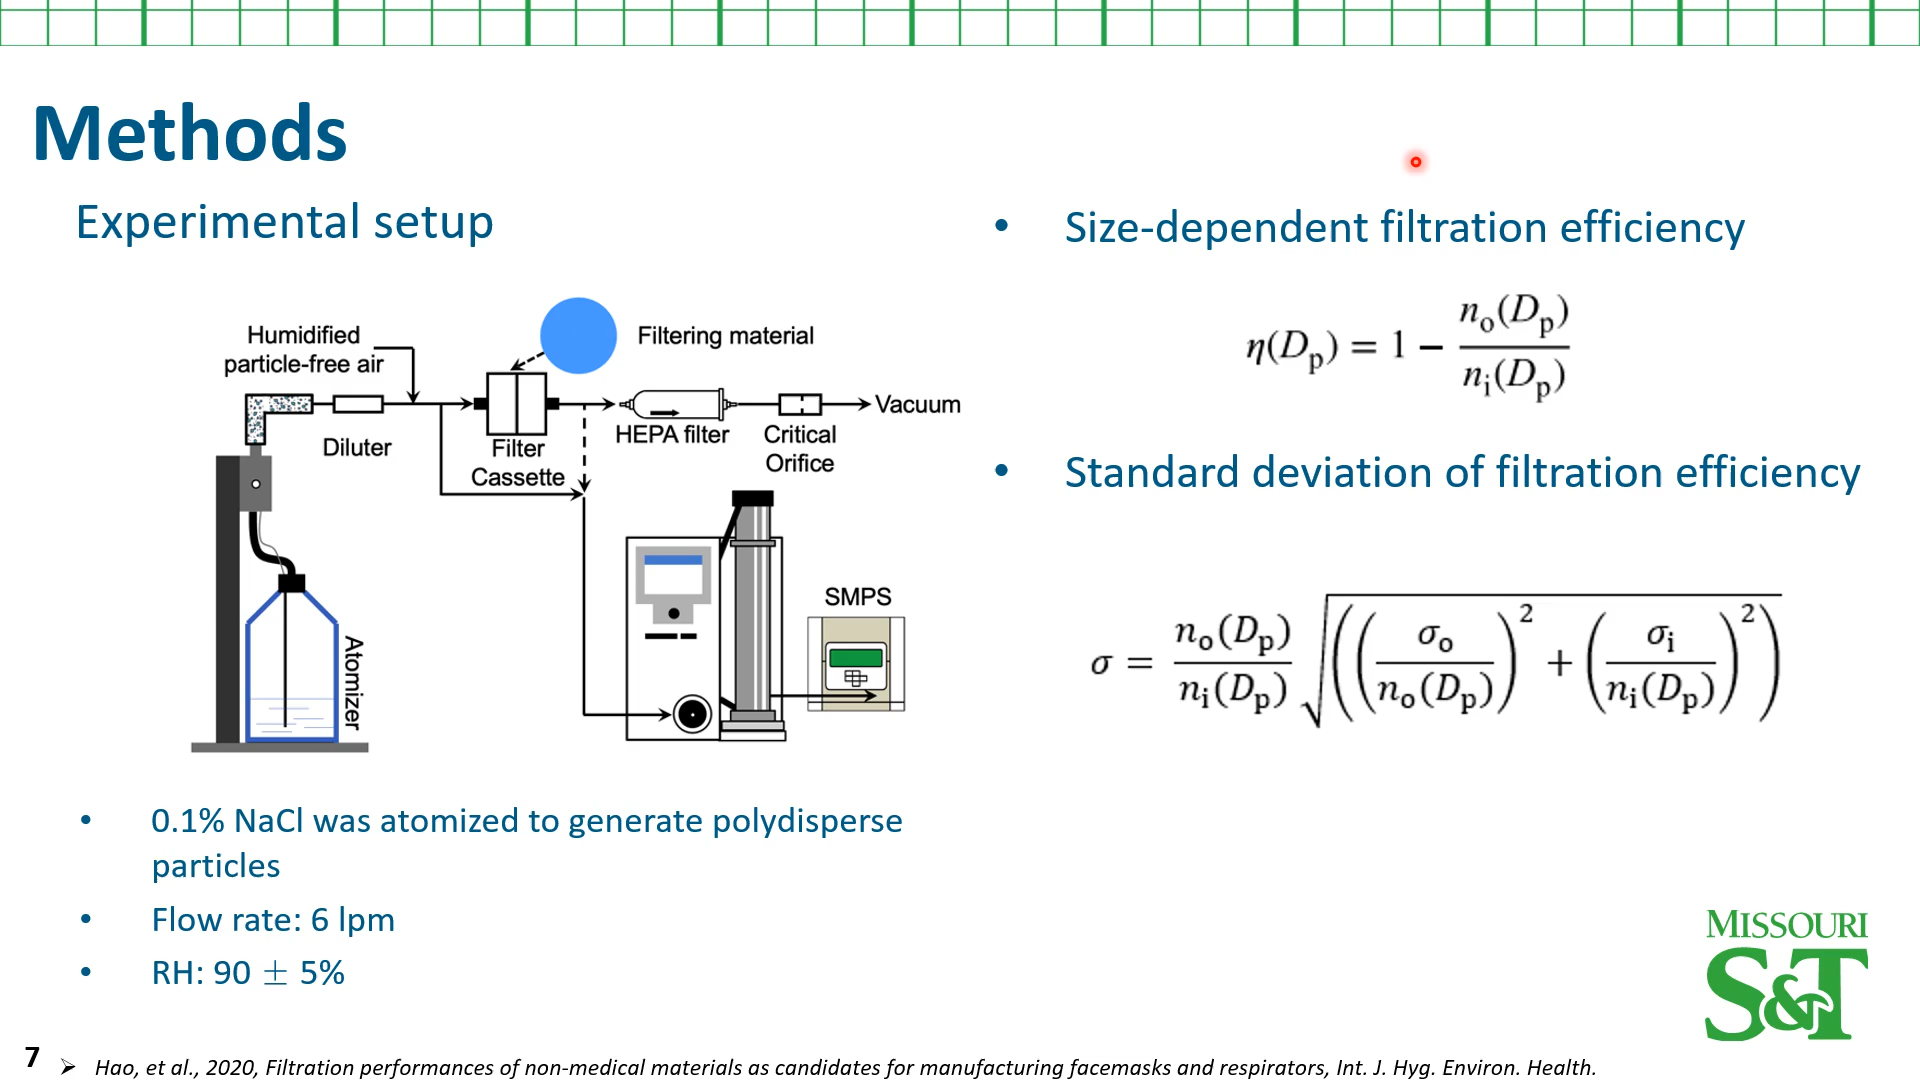 Methods
Experimental setup
Humidified
particle-free air
Filtering material
Diluter
Filter
Cassette
HEPA filter
Critical
Orifice
Vacuum
Atomizer
SMPS
• 0.1% NaCl was atomized to generate polydisperse
particles
• Flow rate: 6 lpm
• RH: 90 ± 5%
• Size-dependent filtration efficiency
η(Dₚ) = 1 − nₒ(Dₚ) / nᵢ(Dₚ)
• Standard deviation of filtration efficiency
σ = nₒ(Dₚ) / nᵢ(Dₚ) √((σₒ / nₒ(Dₚ))² + (σᵢ / nᵢ(Dₚ))²)
MISSOURI
S&T
7
➢ Hao, et al., 2020, Filtration performances of non-medical materials as candidates for manufacturing facemasks and respirators, Int. J. Hyg. Environ. Health.